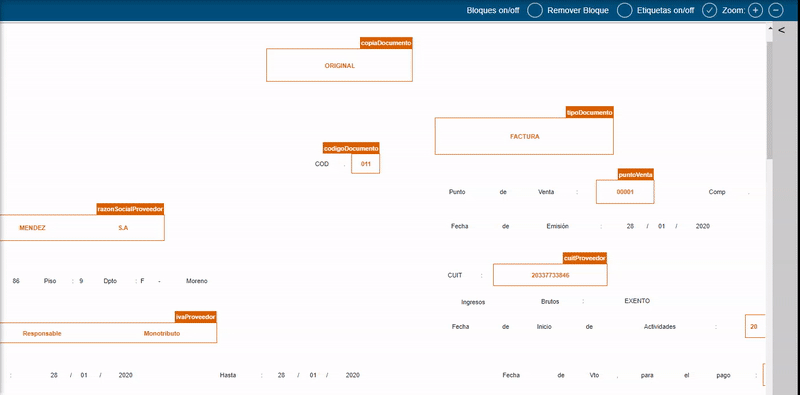 Bloques on/off Remover Bloque Etiquetas on/off Zoom: + −
<
copiaDocumento
ORIGINAL
tipoDocumento
FACTURA
codigoDocumento
COD . 011
puntoVenta
Punto de Venta : 00001 Comp .
razonSocialProveedor
MENDEZ S.A
Fecha de Emisión : 28 / 01 / 2020
cuitProveedor
CUIT : 20337733846
86 Piso : 9 Dpto : F - Moreno
Ingresos Brutos : EXENTO
ivaProveedor
Responsable Monotributo
Fecha de Inicio de Actividades : 20
: 28 / 01 / 2020 Hasta : 28 / 01 / 2020 Fecha de Vto . para el pago :